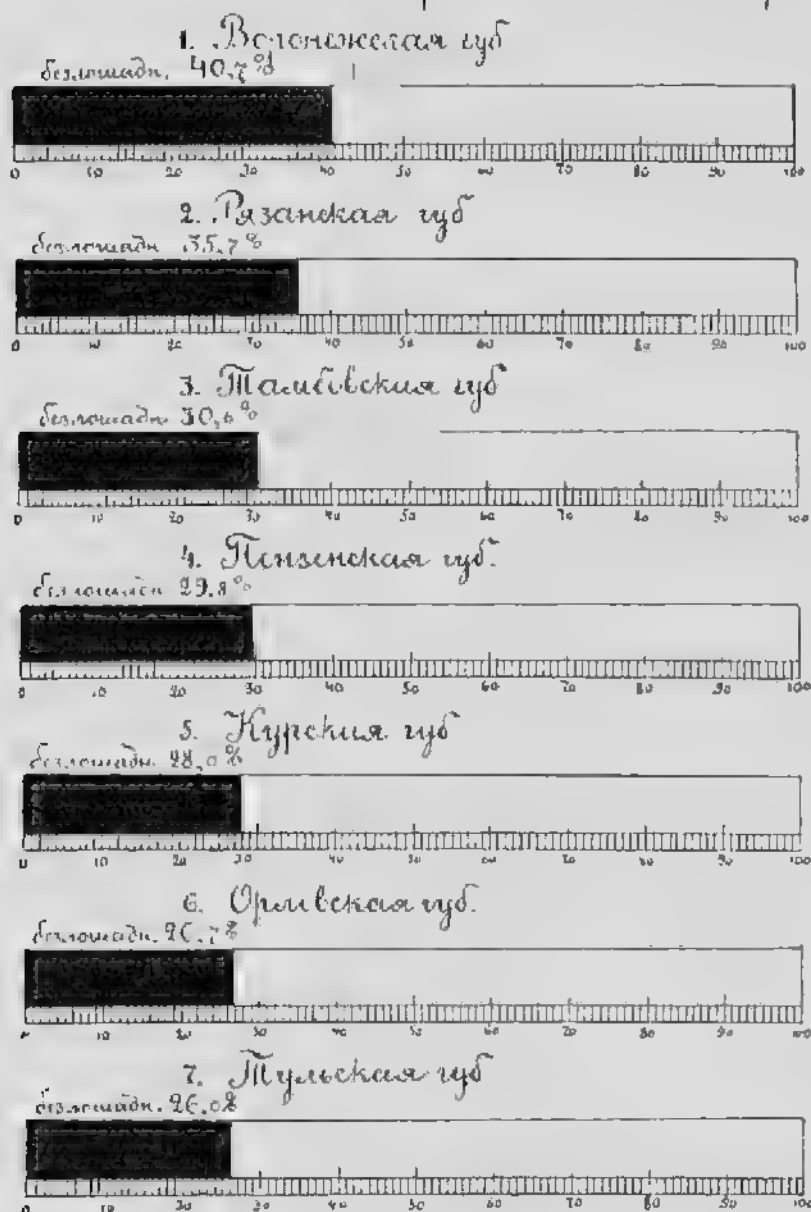 1. Воронежская губ
безлошадн. 40,7%
0 10 20 30 40 50 60 70 80 90 100
2. Рязанская губ
безлошадн 35,7%
0 10 20 30 40 50 60 70 80 90 100
3. Тамбовская губ
безлошадн. 30,6%
0 10 20 30 40 50 60 70 80 90 100
4. Пензенская губ.
безлошадн 29,8%
0 10 20 30 40 50 60 70 80 90 100
5. Курская губ
безлошадн. 28,0%
0 10 20 30 40 50 60 70 80 90 100
6. Орловская губ.
безлошадн. 26,7%
0 10 20 30 40 50 60 70 80 90 100
7. Тульская губ
безлошадн. 26,0%
0 10 20 30 40 50 60 70 80 90 100